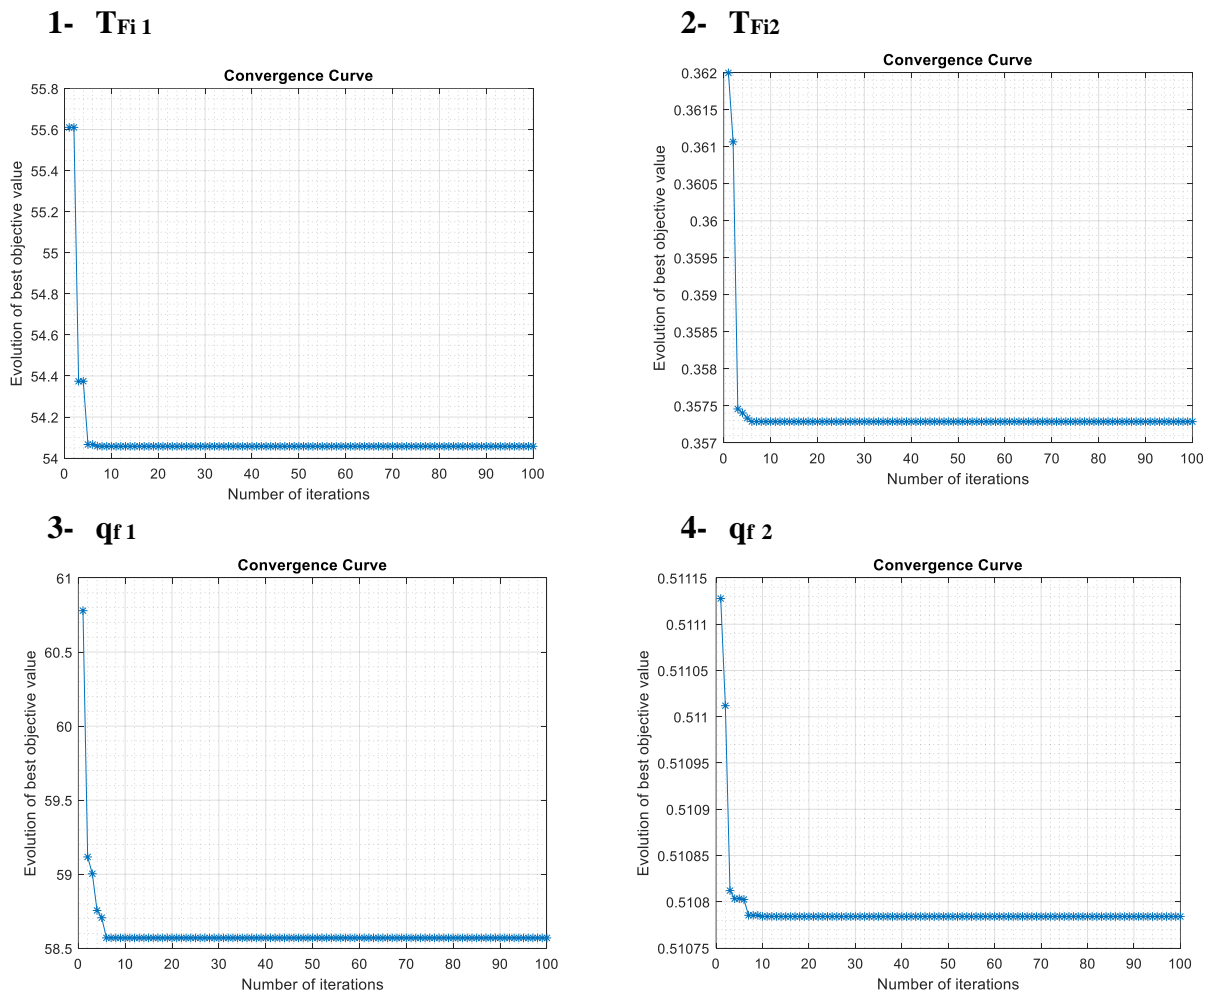 1- TFi 1
Convergence Curve
Evolution of best objective value
55.8
55.6
55.4
55.2
55
54.8
54.6
54.4
54.2
54
0 10 20 30 40 50 60 70 80 90 100
Number of iterations
2- TFi2
Convergence Curve
Evolution of best objective value
0.362
0.3615
0.361
0.3605
0.36
0.3595
0.359
0.3585
0.358
0.3575
0.357
0 10 20 30 40 50 60 70 80 90 100
Number of iterations
3- qf 1
Convergence Curve
Evolution of best objective value
61
60.5
60
59.5
59
58.5
0 10 20 30 40 50 60 70 80 90 100
Number of iterations
4- qf 2
Convergence Curve
Evolution of best objective value
0.51115
0.5111
0.51105
0.511
0.51095
0.5109
0.51085
0.5108
0.51075
0 10 20 30 40 50 60 70 80 90 100
Number of iterations